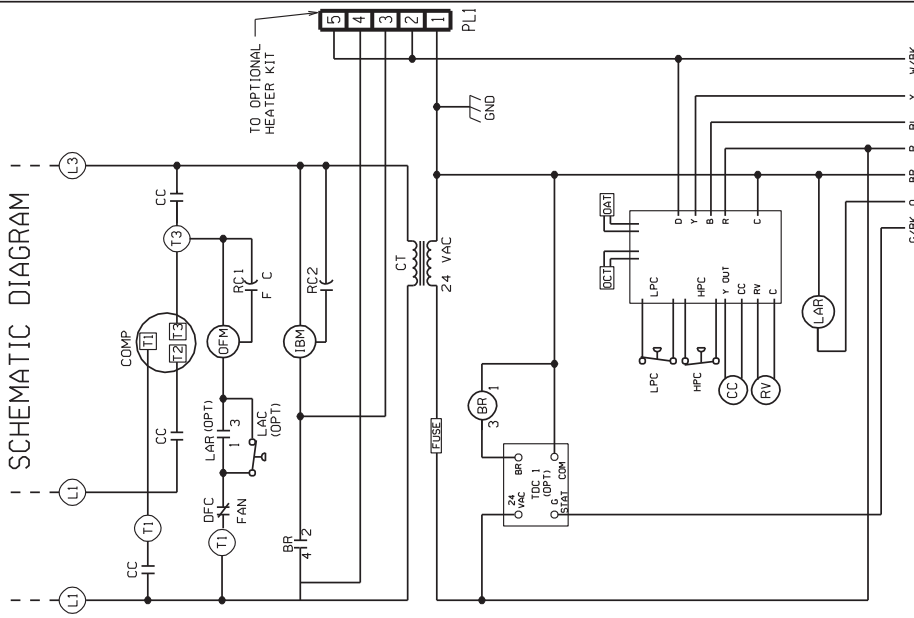 SCHEMATIC DIAGRAM
5 4 3 2 1
PL1
TO OPTIONAL
HEATER KIT
GND
L3
CC
T3
COMP
T1
T3
T2
CC
L1
T1
CC
L1
RC1
F C
OFM
LAR (OPT)
3
1
LAC
(OPT)
DFC
FAN
T1
RC2
IBM
BR
2
4
CT
24 VAC
FUSE
BR
1
3
24
VAC
BR
TDC 1
(OPT)
G
STAT
COM
OAT
OCT
D
Y
B
R
C
LPC
HPC
Y OUT
CC
RV
C
LPC
HPC
CC
RV
LAR
Y
R
BR
O
G/BK